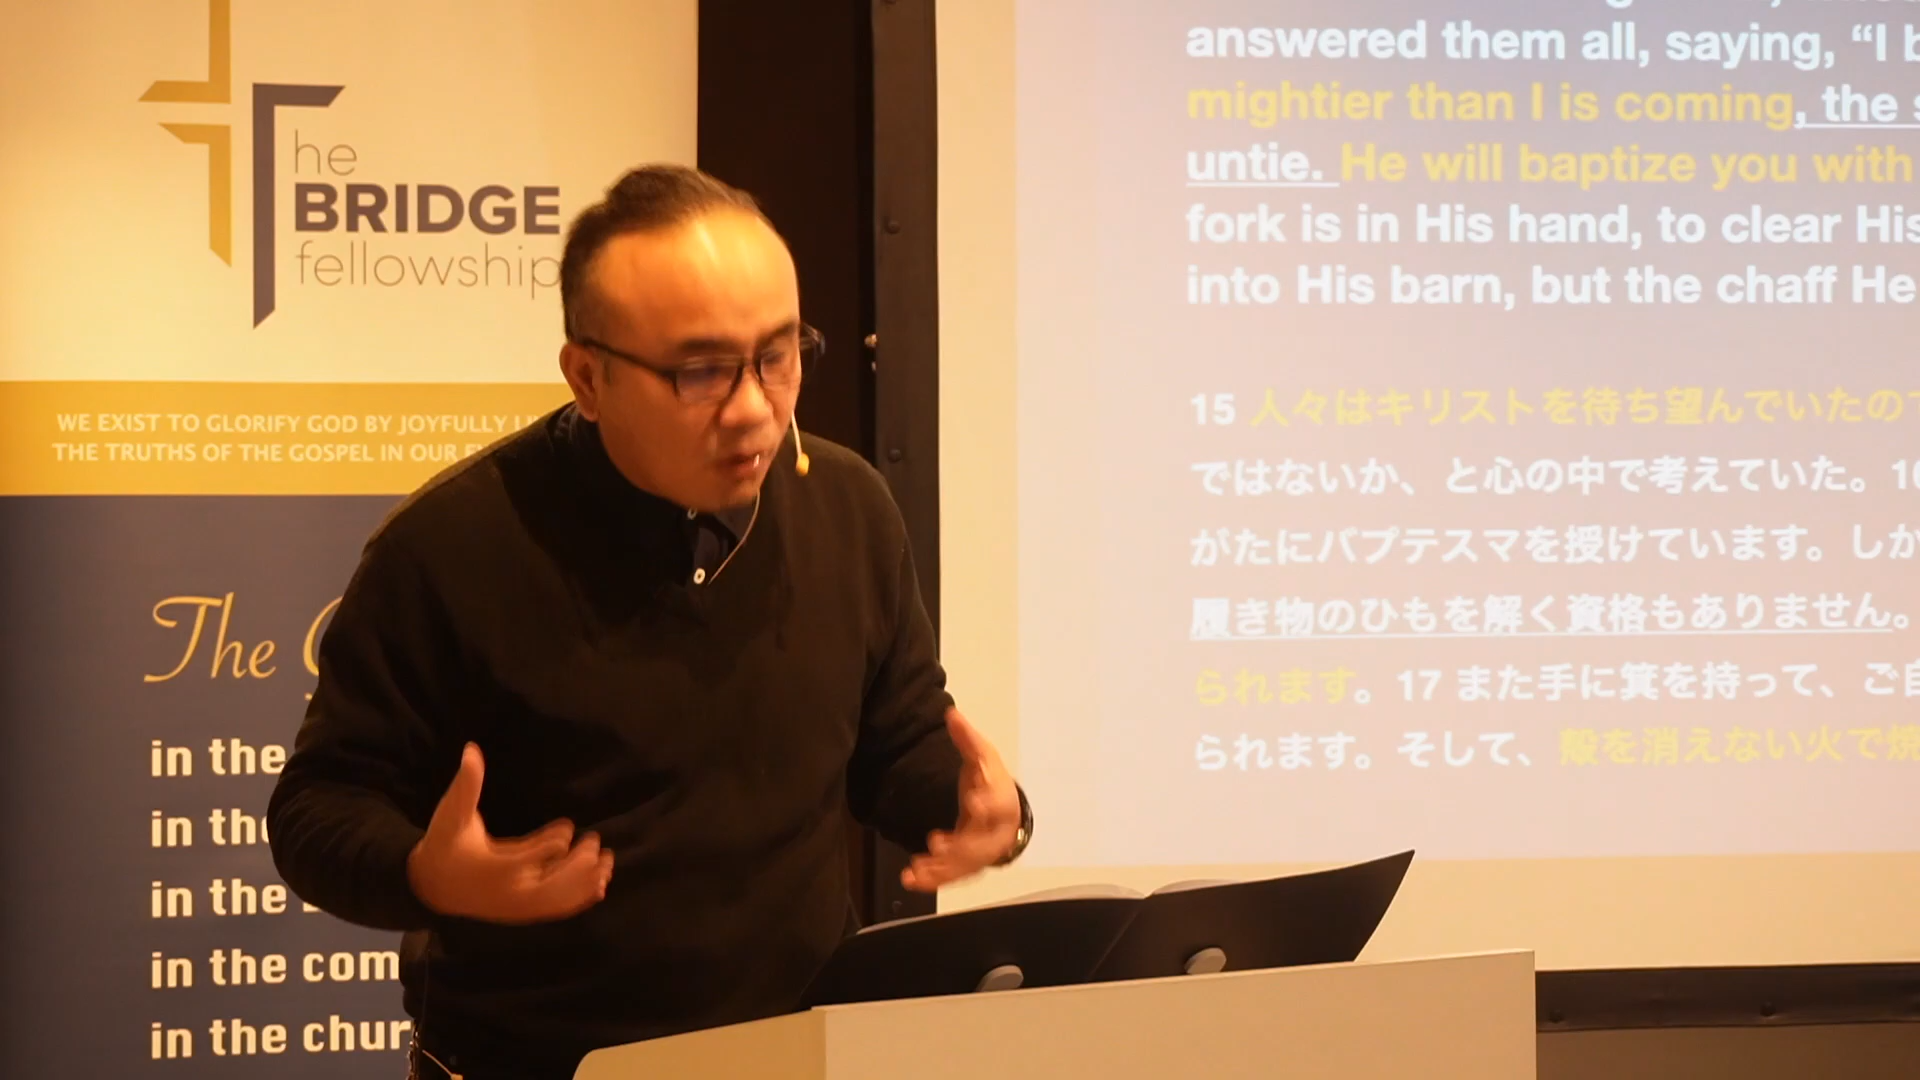 The
BRIDGE
fellowship
WE EXIST TO GLORIFY GOD BY JOYFULLY
THE TRUTHS OF THE GOSPEL IN OUR
The
in the
in the
in the
in the com
in the chur
answered them all, saying, “I b
mightier than I is coming, the s
untie. He will baptize you with
fork is in His hand, to clear His
into His barn, but the chaff He
15 人々はキリストを待ち望んでいたので
ではないか、と心の中で考えていた。16
がたにバプテスマを授けています。しか
履き物のひもを解く資格もありません。
られます。17 また手に箕を持って、ご自
られます。そして、殻を消えない火で焼